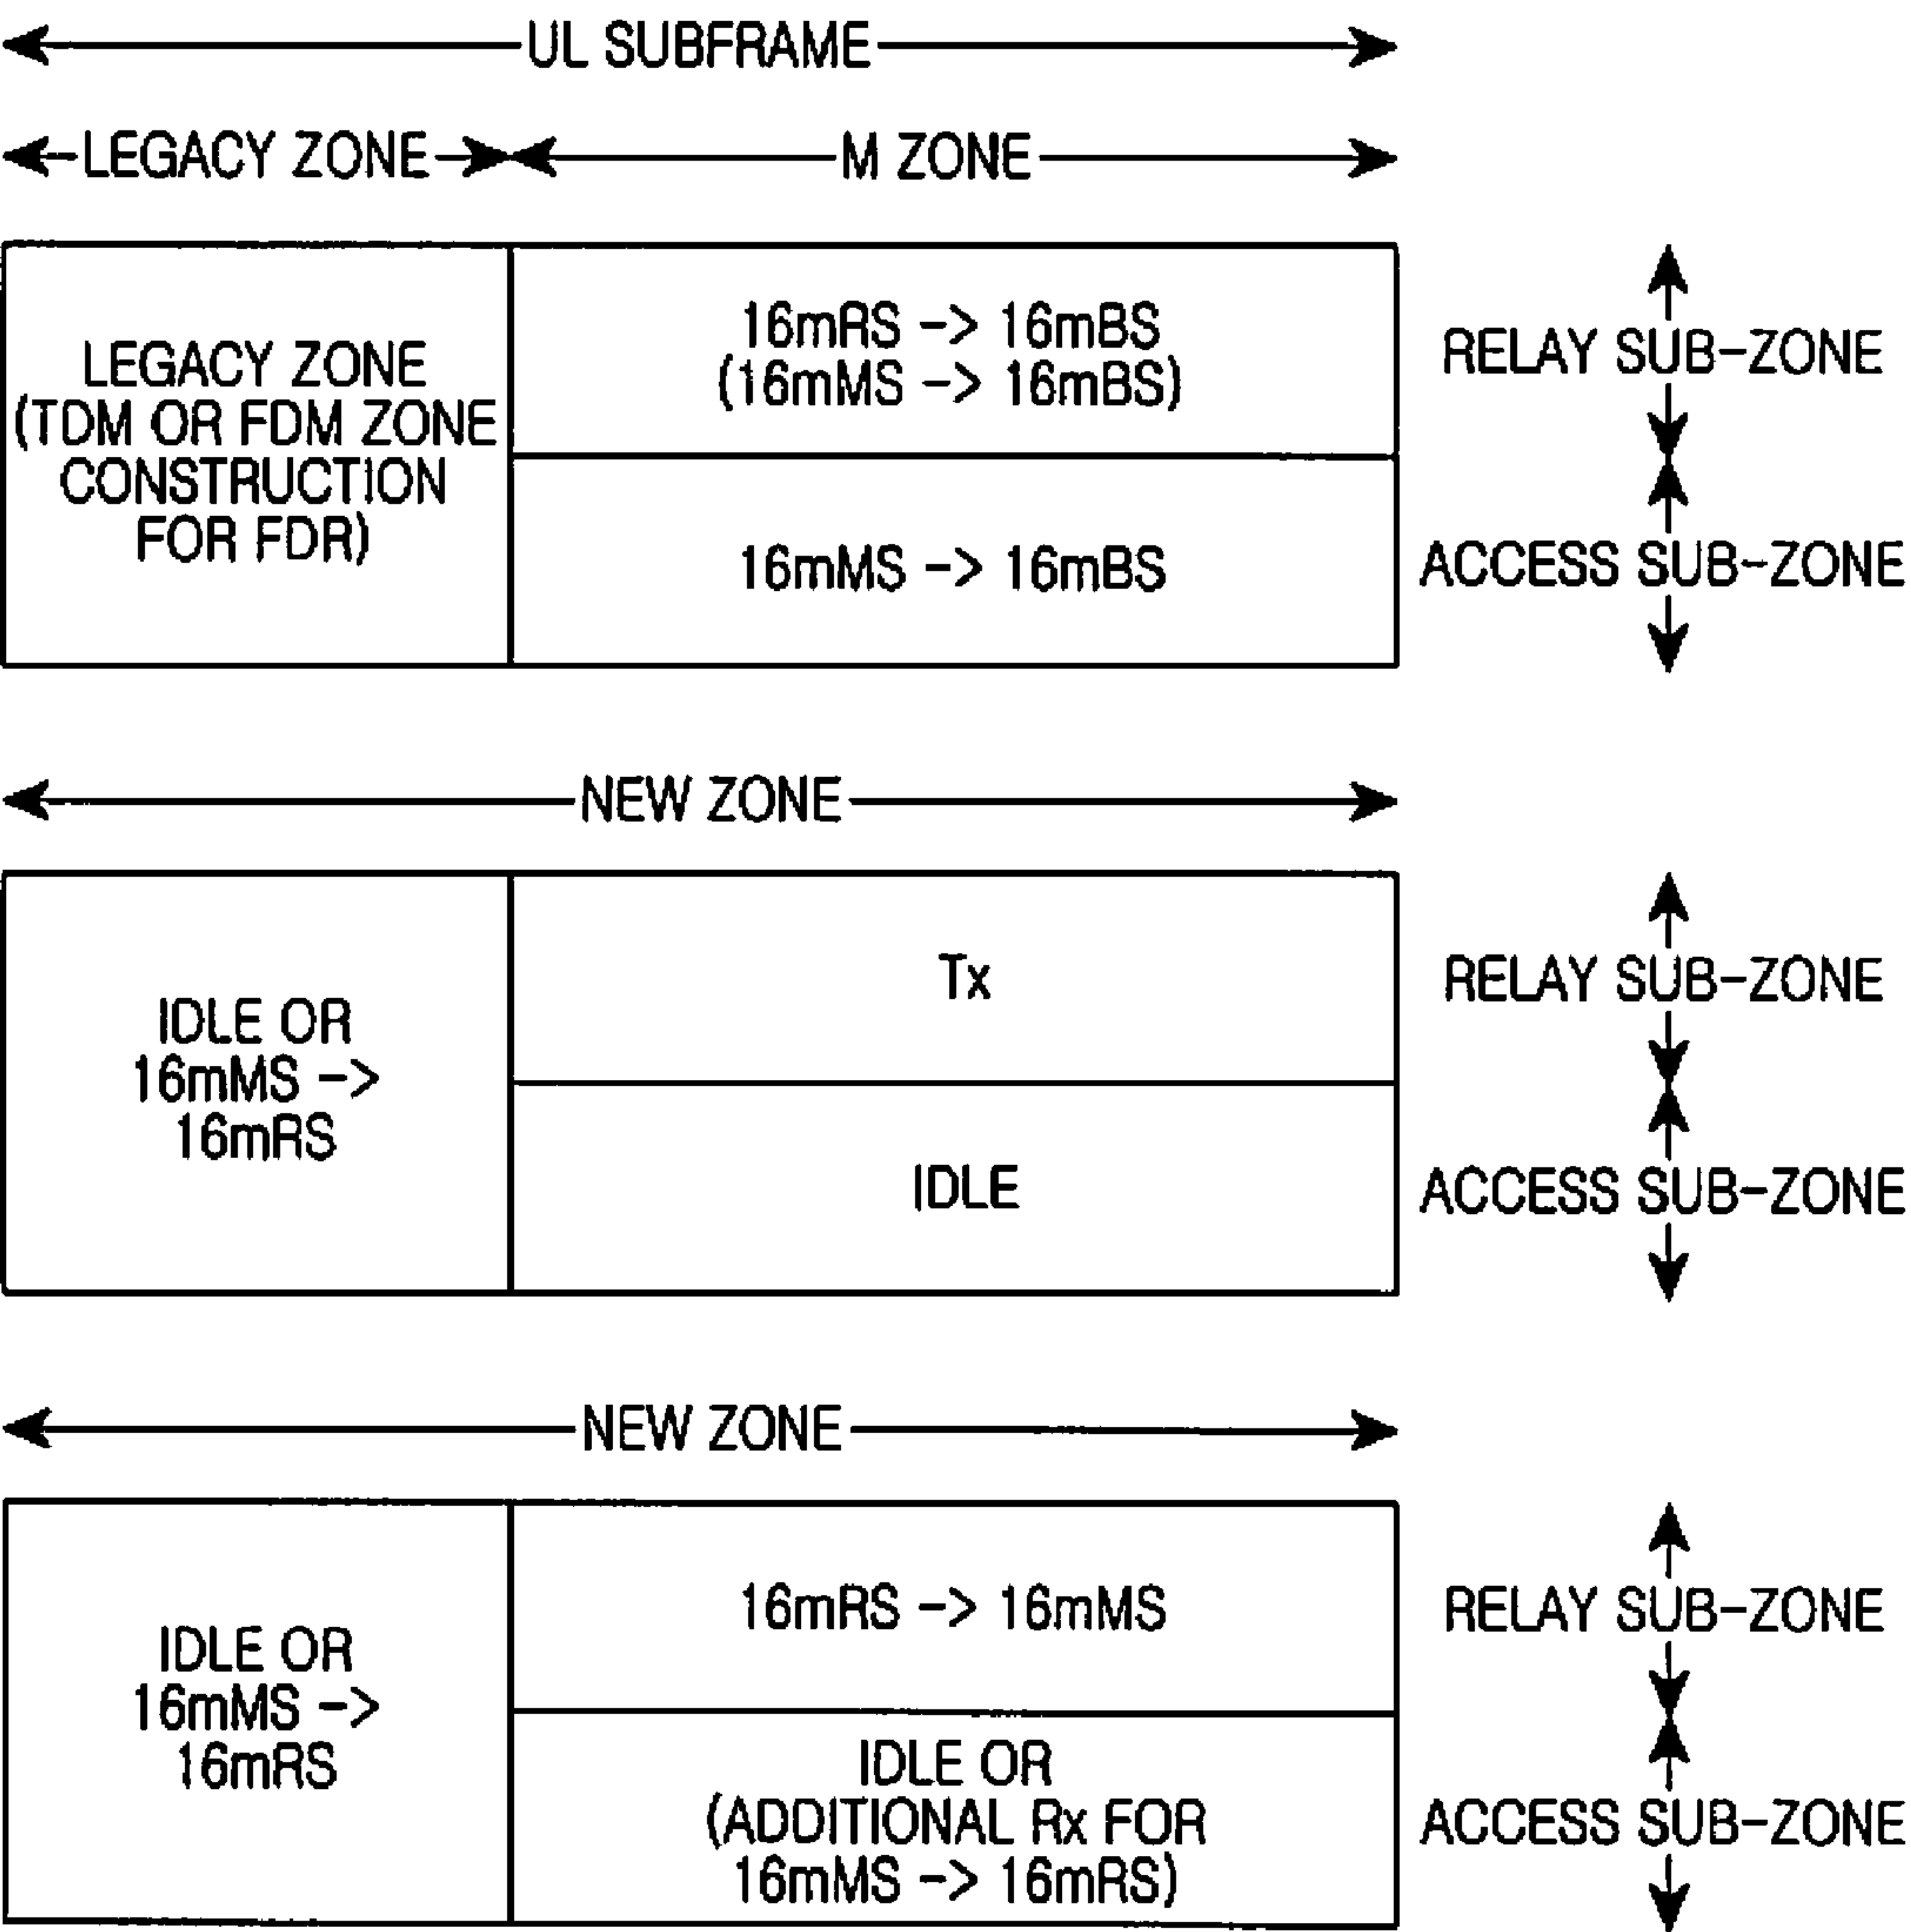 UL SUBFRAME
LEGACY ZONE
M ZONE
LEGACY ZONE
(TDM OR FDM ZONE
CONSTRUCTION
FOR FDR)
16mRS -> 16mBS
(16mMS -> 16mBS)
16mMS -> 16mBS
RELAY SUB-ZONE
ACCESS SUB-ZONE
NEW ZONE
IDLE OR
16mMS ->
16mRS
Tx
IDLE
RELAY SUB-ZONE
ACCESS SUB-ZONE
NEW ZONE
IDLE OR
16mMS ->
16mRS
16mRS -> 16mMS
IDLE OR
(ADDITIONAL Rx FOR
16mMS -> 16mRS)
RELAY SUB-ZONE
ACCESS SUB-ZONE